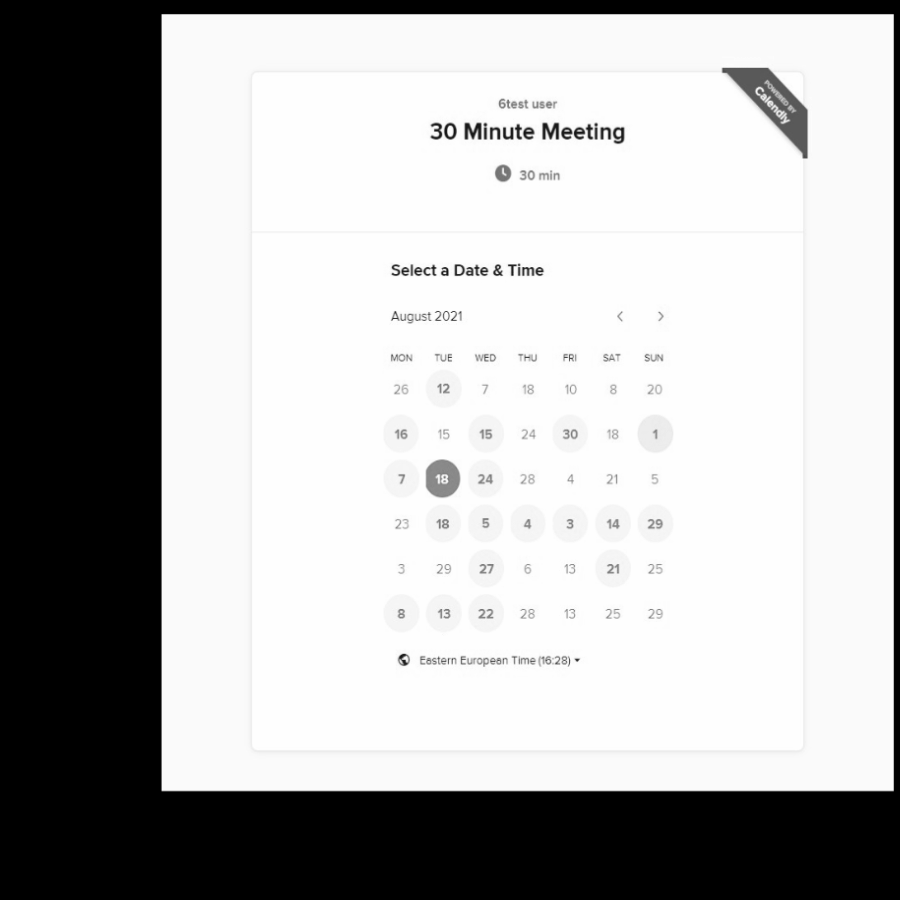 POWERED BY
Calendly
6test user
30 Minute Meeting
30 min
Select a Date & Time
August 2021
MON TUE WED THU FRI SAT SUN
26 12 7 18 10 8 20
16 15 15 24 30 18 1
7 18 24 28 4 21 5
23 18 5 4 3 14 29
3 29 27 6 13 21 25
8 13 22 28 13 25 29
Eastern European Time (16:28)